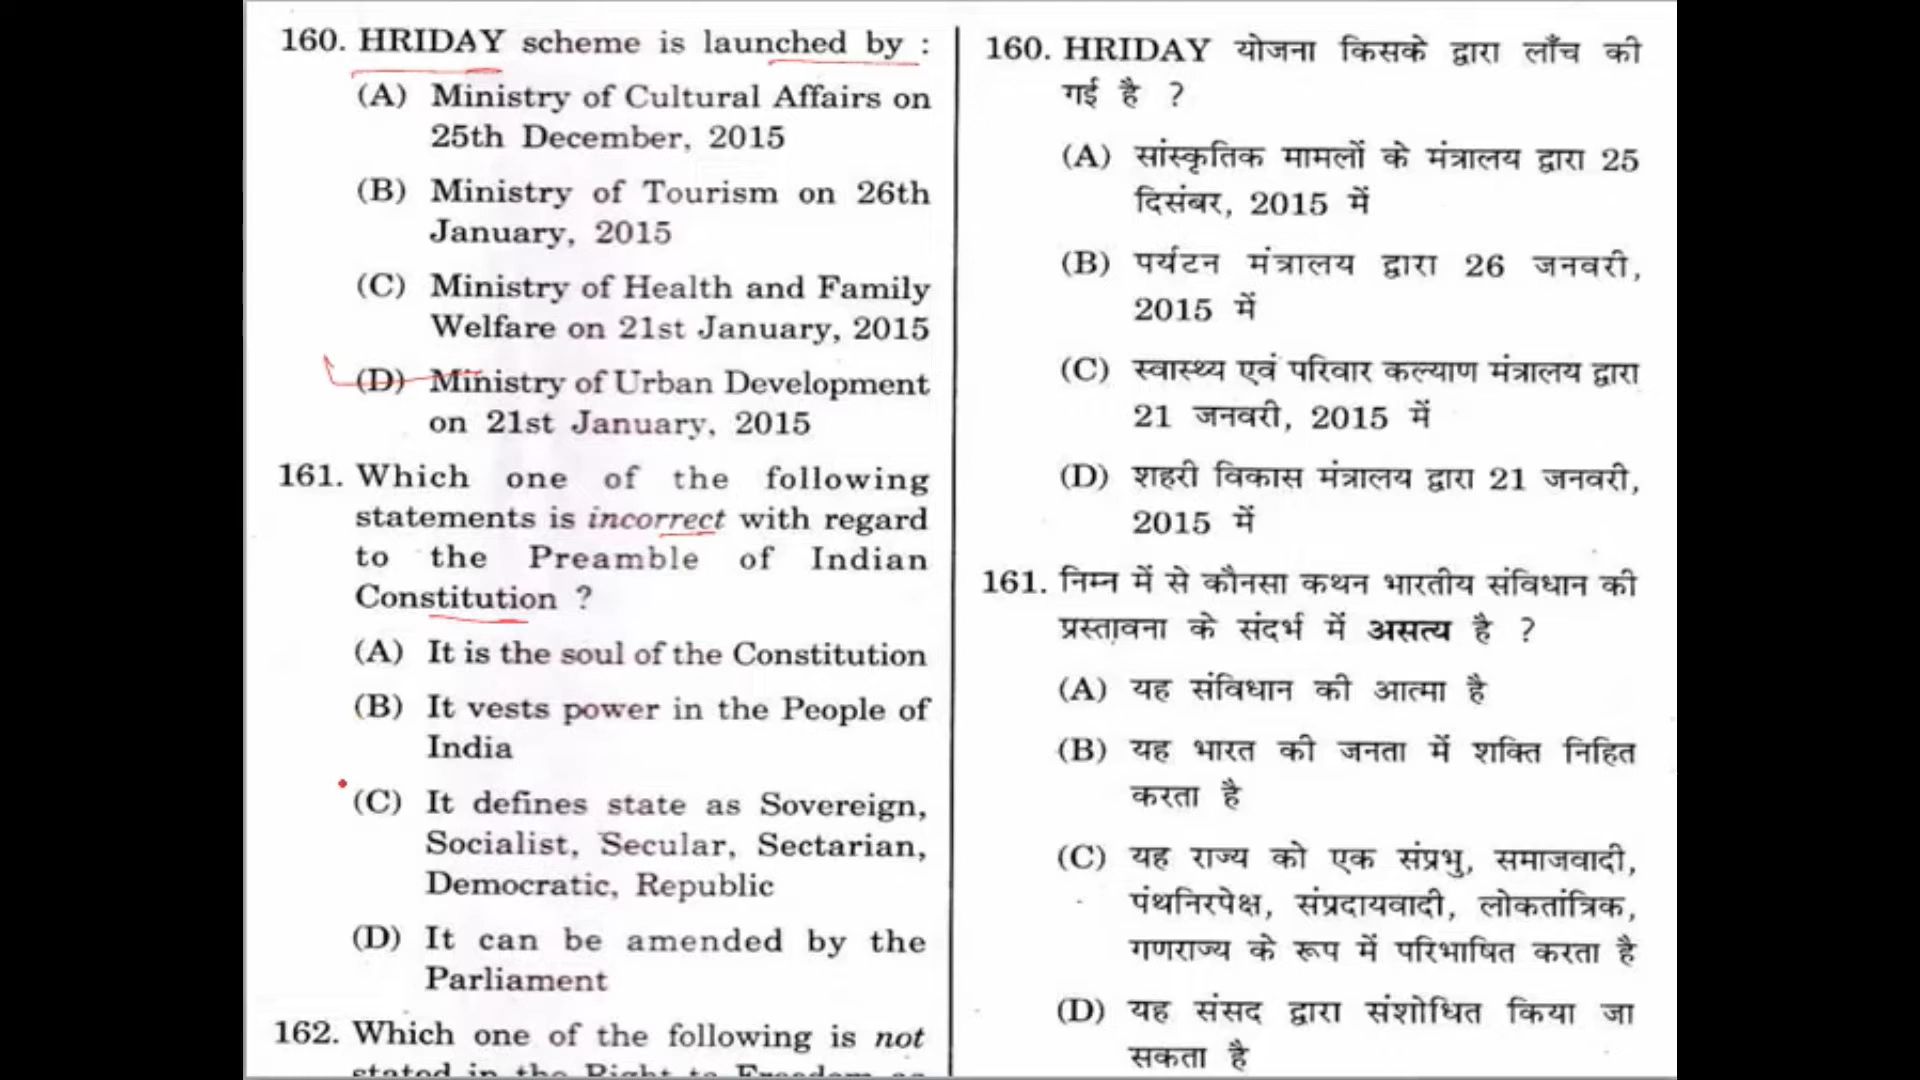 160. HRIDAY scheme is launched by :
(A) Ministry of Cultural Affairs on
25th December, 2015
(B) Ministry of Tourism on 26th
January, 2015
(C) Ministry of Health and Family
Welfare on 21st January, 2015
(D) Ministry of Urban Development
on 21st January, 2015
161. Which one of the following
statements is incorrect with regard
to the Preamble of Indian
Constitution ?
(A) It is the soul of the Constitution
(B) It vests power in the People of
India
(C) It defines state as Sovereign,
Socialist, Secular, Sectarian,
Democratic, Republic
(D) It can be amended by the
Parliament
162. Which one of the following is not
stated in the Right to Freedom as
160. HRIDAY योजना किसके द्वारा लाँच की
गई है ?
(A) सांस्कृतिक मामलों के मंत्रालय द्वारा 25
दिसंबर, 2015 में
(B) पर्यटन मंत्रालय द्वारा 26 जनवरी,
2015 में
(C) स्वास्थ्य एवं परिवार कल्याण मंत्रालय द्वारा
21 जनवरी, 2015 में
(D) शहरी विकास मंत्रालय द्वारा 21 जनवरी,
2015 में
161. निम्न में से कौनसा कथन भारतीय संविधान की
प्रस्तावना के संदर्भ में असत्य है ?
(A) यह संविधान की आत्मा है
(B) यह भारत की जनता में शक्ति निहित
करता है
(C) यह राज्य को एक संप्रभु, समाजवादी,
पंथनिरपेक्ष, संप्रदायवादी, लोकतांत्रिक,
गणराज्य के रूप में परिभाषित करता है
(D) यह संसद द्वारा संशोधित किया जा
सकता है